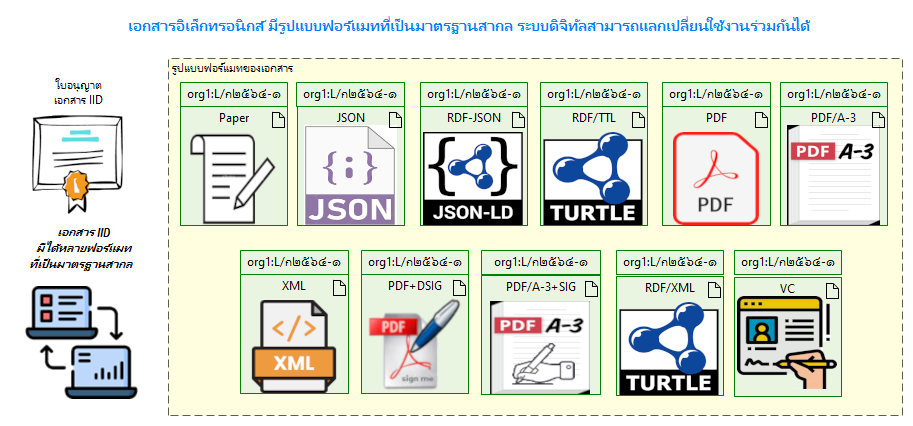 เอกสารอิเล็กทรอนิกส์ มีรูปแบบฟอร์แมทที่เป็นมาตรฐานสากล ระบบดิจิทัลสามารถแลกเปลี่ยนใช้งานร่วมกันได้
ใบอนุญาต
เอกสาร IID
เอกสาร IID
มีได้หลายฟอร์แมท
ที่เป็นมาตรฐานสากล
รูปแบบฟอร์แมทของเอกสาร
org1:L/ก๒๕๖๔-๑
Paper
org1:L/ก๒๕๖๔-๑
JSON
{;}
JSON
org1:L/ก๒๕๖๔-๑
RDF-JSON
{ }
JSON-LD
org1:L/ก๒๕๖๔-๑
RDF/TTL
TURTLE
org1:L/ก๒๕๖๔-๑
PDF
PDF
org1:L/ก๒๕๖๔-๑
PDF/A-3
PDF A-3
org1:L/ก๒๕๖๔-๑
XML
</>
XML
org1:L/ก๒๕๖๔-๑
PDF+DSIG
PDF
sign me
org1:L/ก๒๕๖๔-๑
PDF/A-3+SIG
PDF A-3
org1:L/ก๒๕๖๔-๑
RDF/XML
TURTLE
org1:L/ก๒๕๖๔-๑
VC